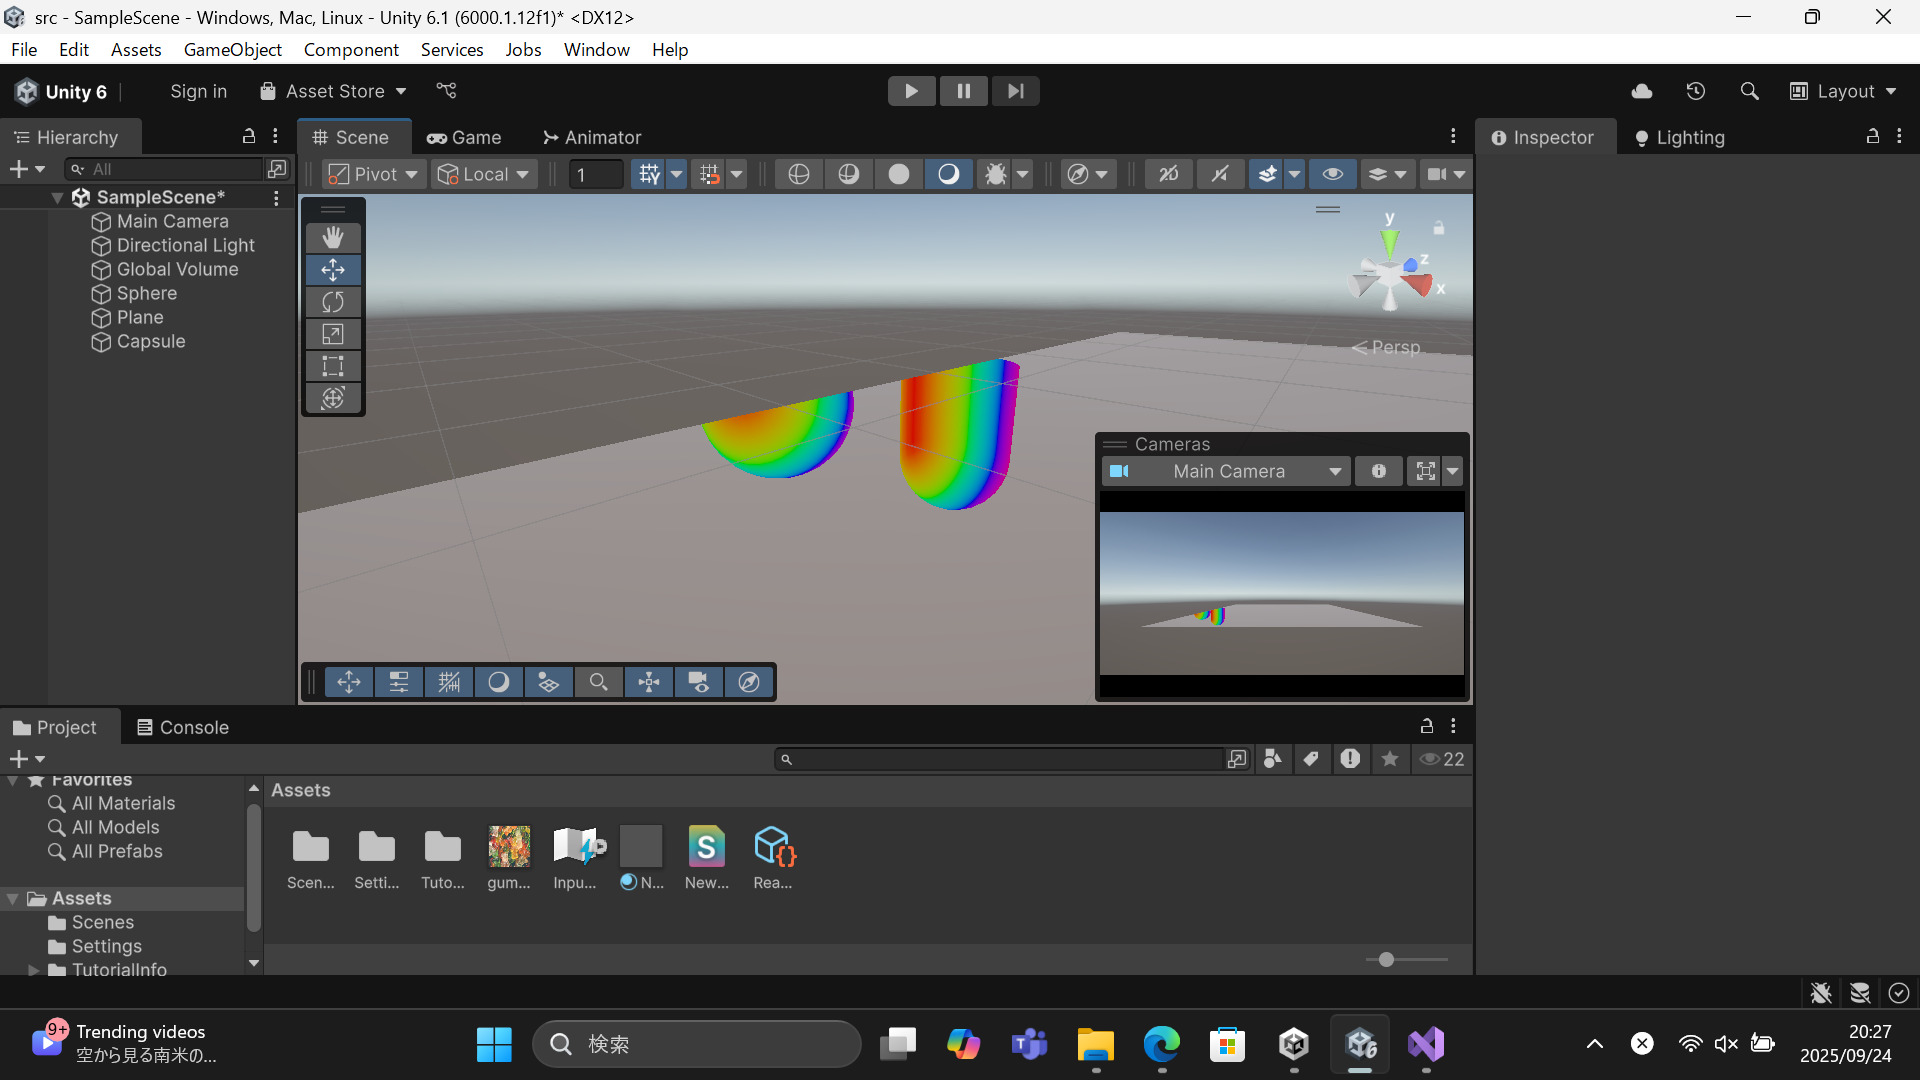 src - SampleScene - Windows, Mac, Linux - Unity 6.1 (6000.1.12f1)* <DX12>
File Edit Assets GameObject Component Services Jobs Window Help
Unity 6 Sign in Asset Store Layout
Hierarchy
Scene Game Animator
Inspector Lighting
All
Pivot Local 1 2D
SampleScene*
Main Camera
Directional Light
Global Volume
Sphere
Plane
Capsule
y
z
x
Persp
Cameras
Main Camera
Project Console
22
Favorites
All Materials
All Models
All Prefabs
Assets
Scenes
Settings
TutorialInfo
Assets
Scen... Setti... Tuto... gum... Inpu... N... New... Rea...
9+ Trending videos
空から見る南米の...
検索
20:27
2025/09/24